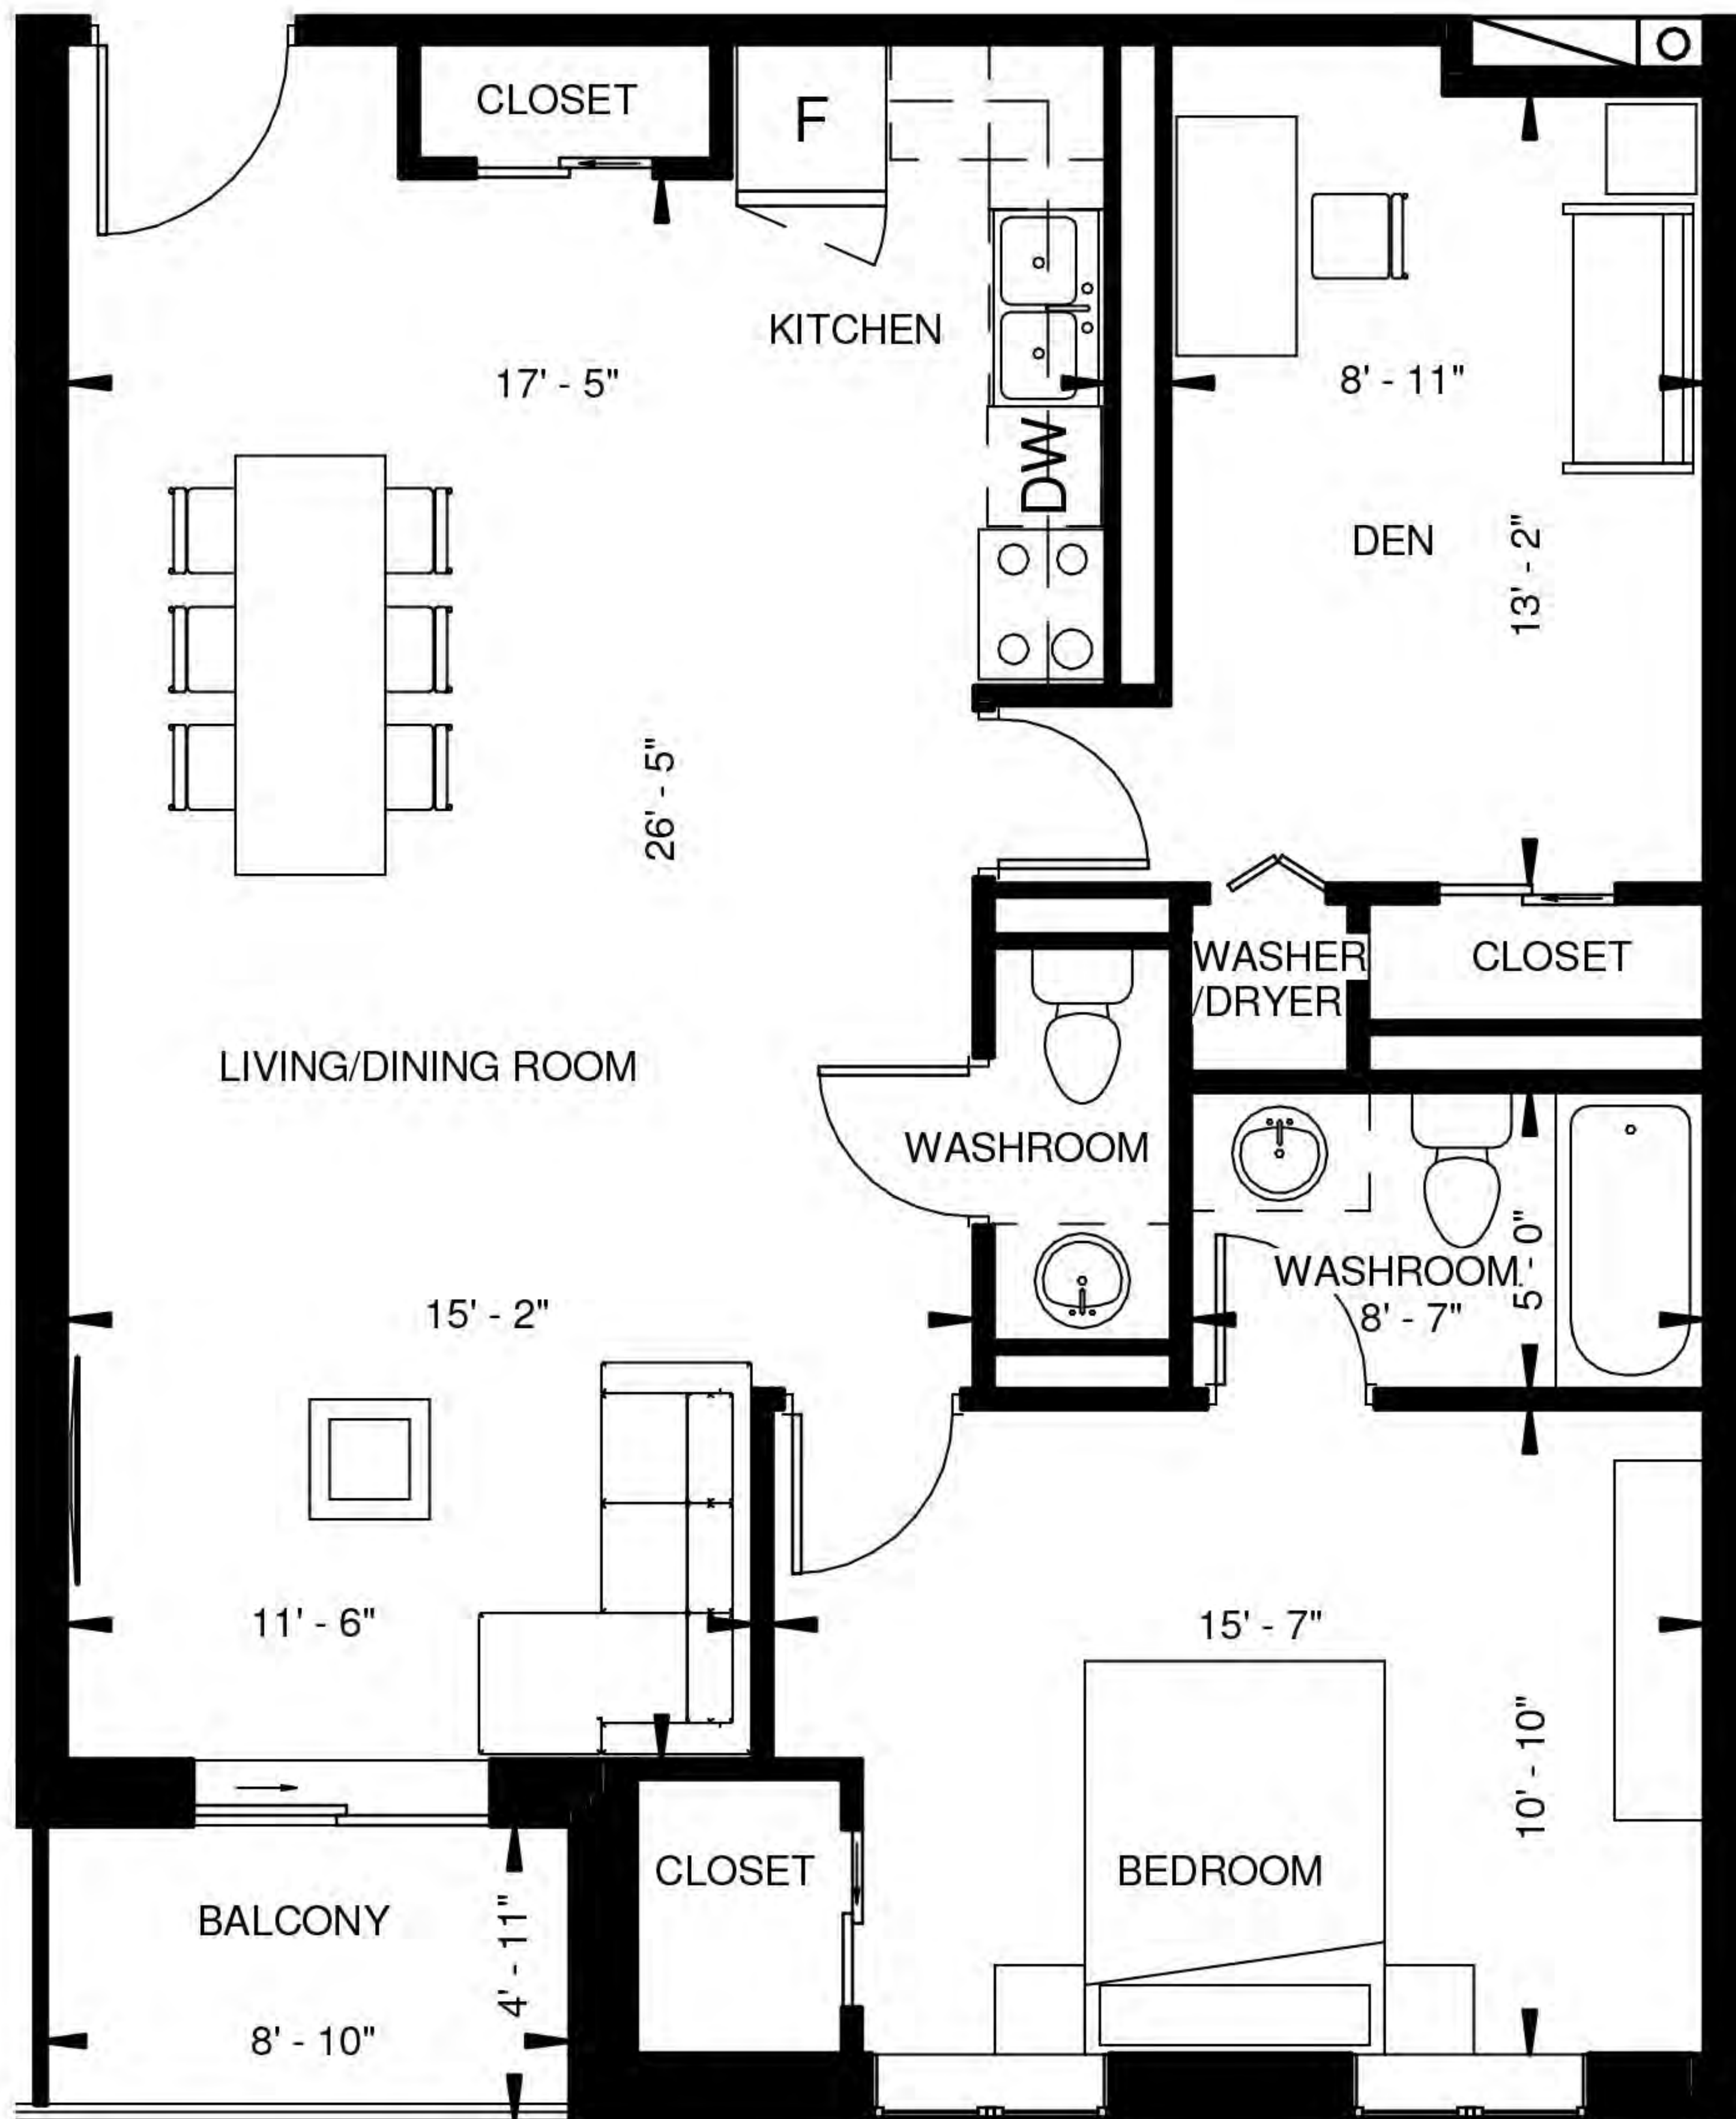 CLOSET
F
KITCHEN
17' - 5"
8' - 11"
DW
DEN
13' - 2"
26' - 5"
WASHER
/DRYER
CLOSET
LIVING/DINING ROOM
WASHROOM
WASHROOM
5' - 0"
15' - 2"
8' - 7"
11' - 6"
15' - 7"
10' - 10"
CLOSET
BEDROOM
BALCONY
4' - 11"
8' - 10"